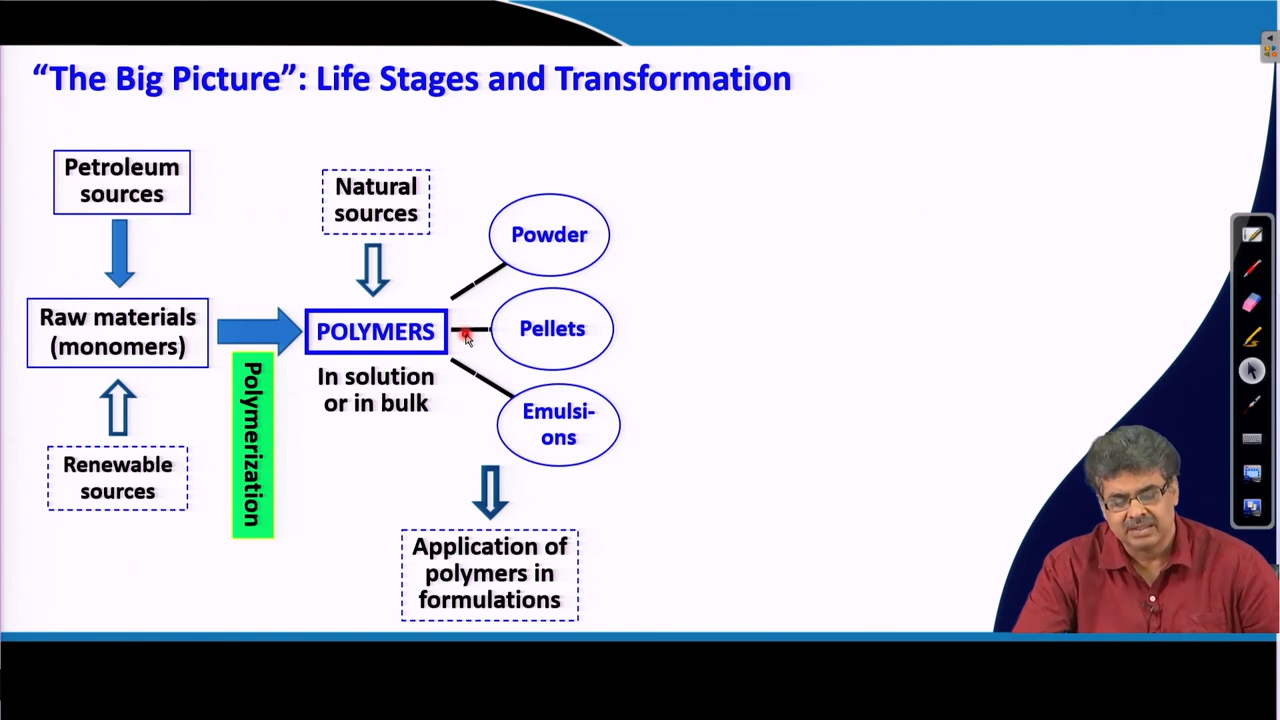 “The Big Picture”: Life Stages and Transformation
Petroleum
sources
Natural
sources
Powder
Raw materials
(monomers)
POLYMERS
Pellets
Polymerization
In solution
or in bulk
Emulsi-
ons
Renewable
sources
Application of
polymers in
formulations